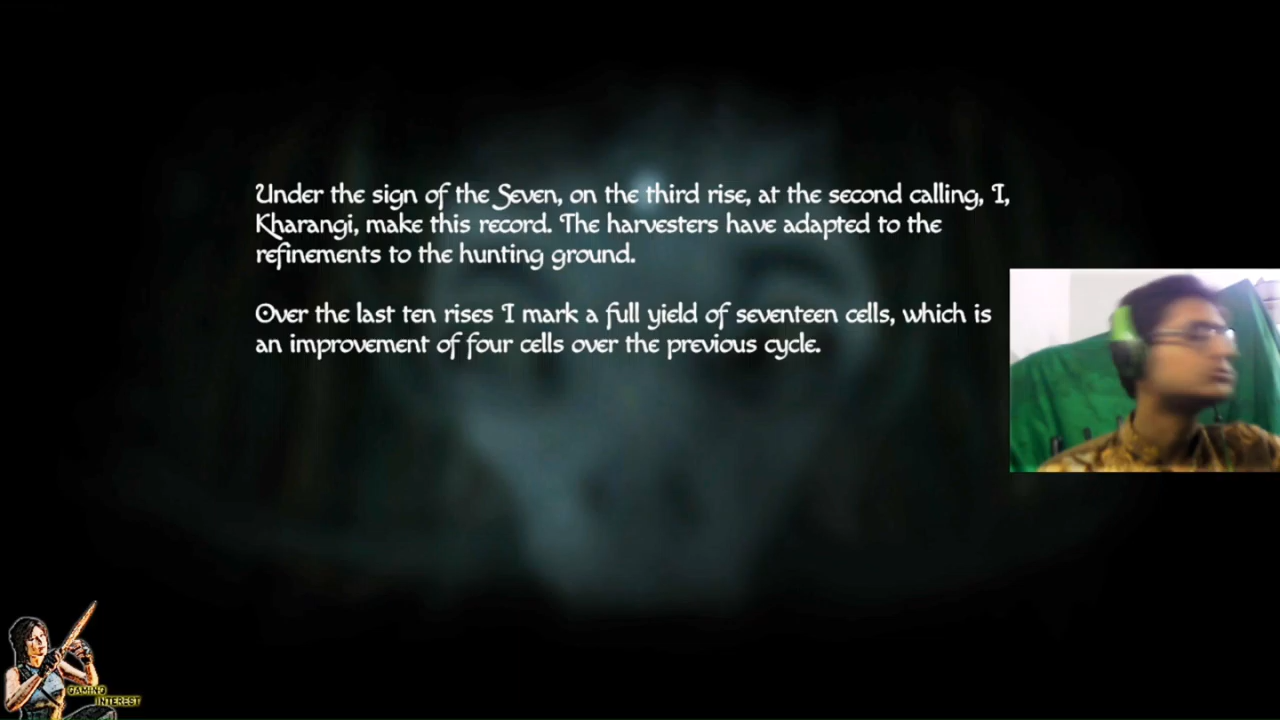 Under the sign of the Seven, on the third rise, at the second calling, I,
Kharangi, make this record. The harvesters have adapted to the
refinements to the hunting ground.
Over the last ten rises I mark a full yield of seventeen cells, which is
an improvement of four cells over the previous cycle.
GAMING
INTEREST